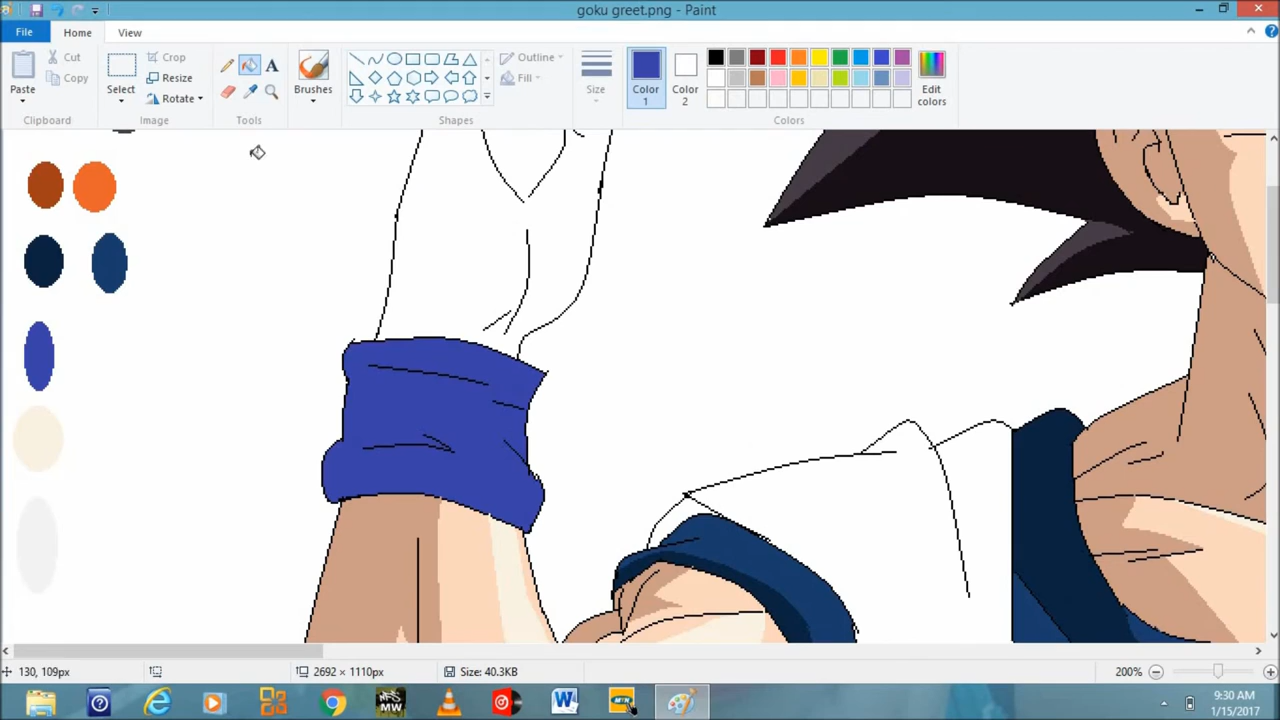 goku greet.png - Paint
File Home View
Paste
Cut
Copy
Clipboard
Select
Crop
Resize
Rotate
Image
A
Tools
Brushes
Outline
Fill
Shapes
Size
Color 1
Color 2
Edit colors
Colors
130, 109px
2692 × 1110px
Size: 40.3KB
200%
MW
W
9:30 AM
1/15/2017